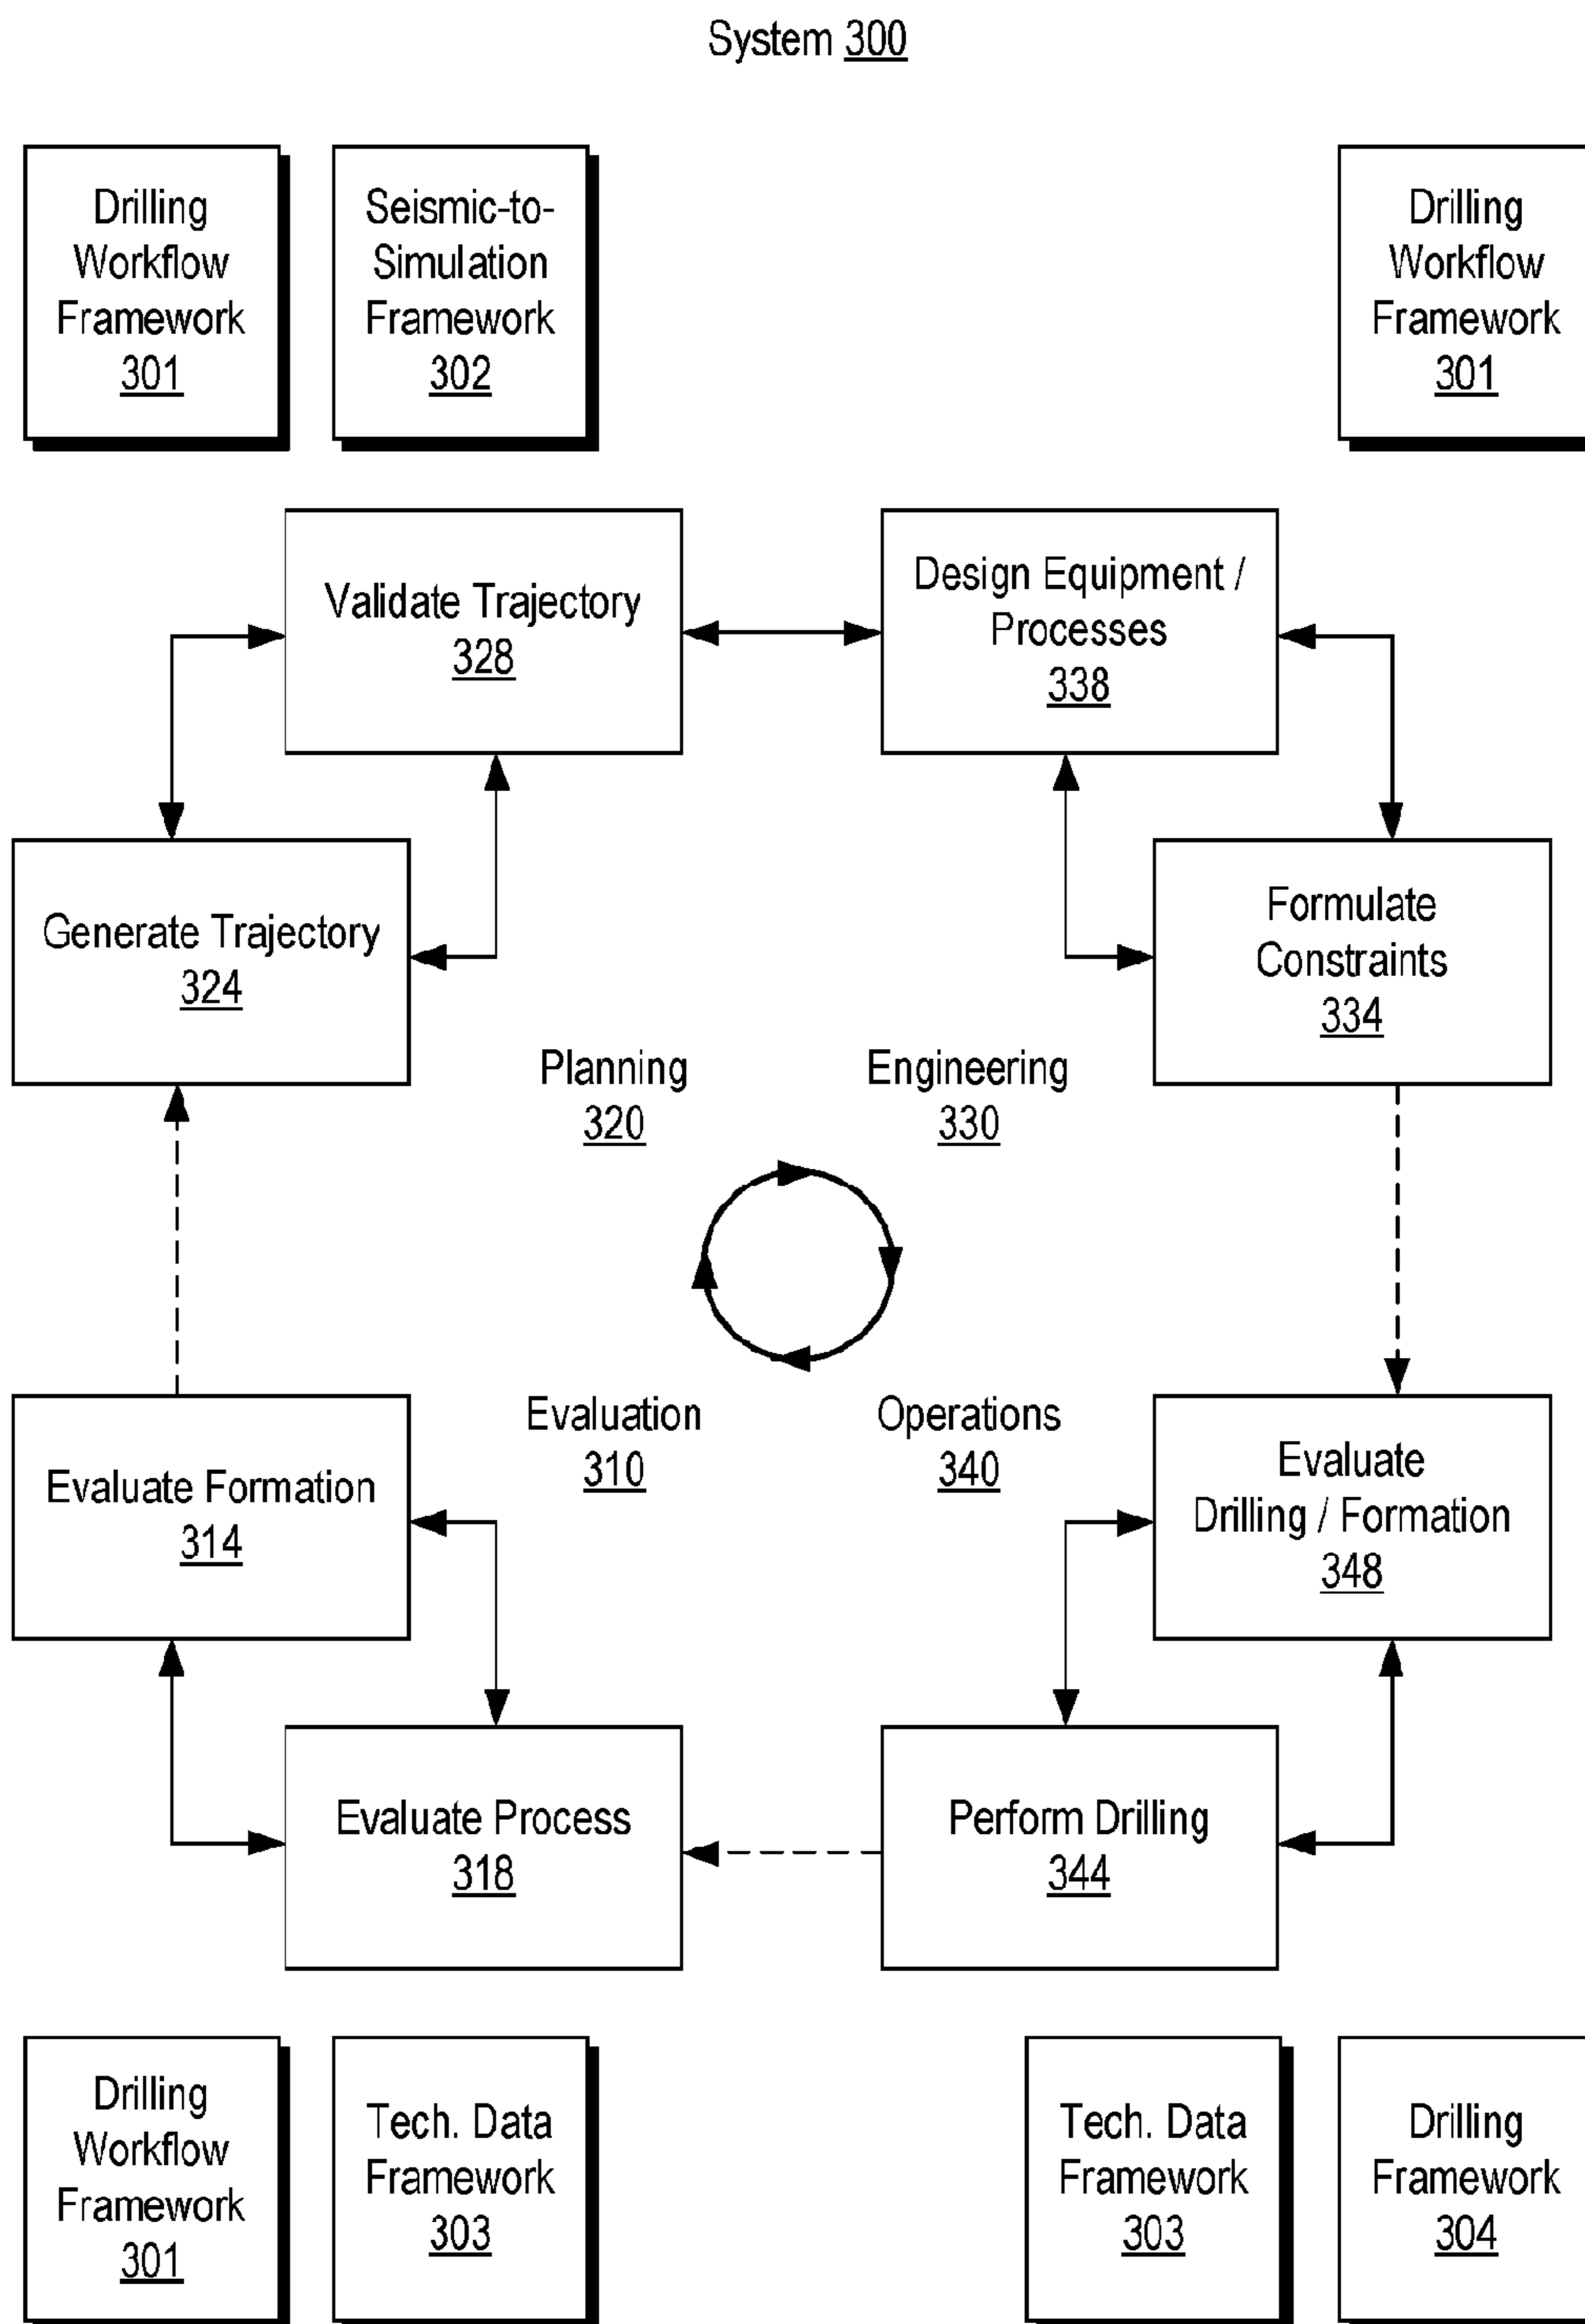 System 300
Drilling
Workflow
Framework
301
Seismic-to-
Simulation
Framework
302
Drilling
Workflow
Framework
301
Validate Trajectory
328
Design Equipment /
Processes
338
Generate Trajectory
324
Formulate
Constraints
334
Planning
320
Engineering
330
Evaluation
310
Operations
340
Evaluate Formation
314
Evaluate
Drilling / Formation
348
Evaluate Process
318
Perform Drilling
344
Drilling
Workflow
Framework
301
Tech. Data
Framework
303
Tech. Data
Framework
303
Drilling
Framework
304